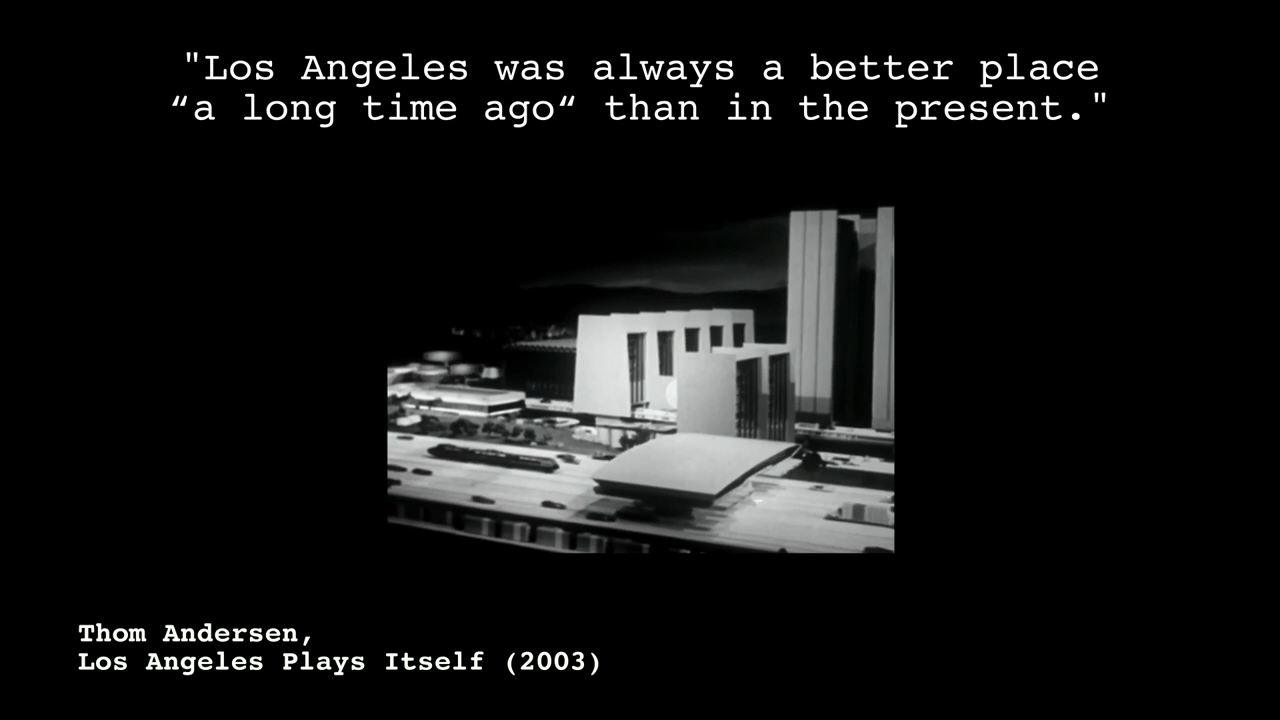 "Los Angeles was always a better place
“a long time ago“ than in the present."
Thom Andersen,
Los Angeles Plays Itself (2003)